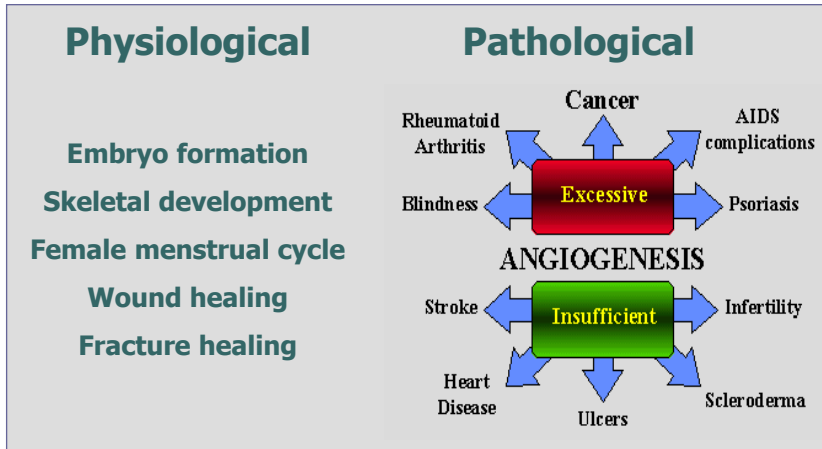 Physiological
Embryo formation
Skeletal development
Female menstrual cycle
Wound healing
Fracture healing
Pathological
Cancer
Rheumatoid
Arthritis
AIDS
complications
Blindness
Excessive
Psoriasis
ANGIOGENESIS
Stroke
Insufficient
Infertility
Heart
Disease
Ulcers
Scleroderma